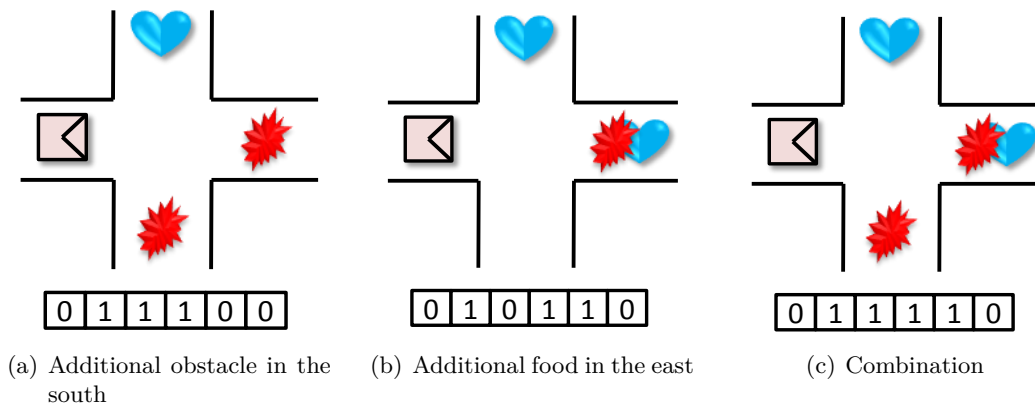 0 1 1 1 0 0
0 1 0 1 1 0
0 1 1 1 1 0
(a) Additional obstacle in the
south
(b) Additional food in the east
(c) Combination